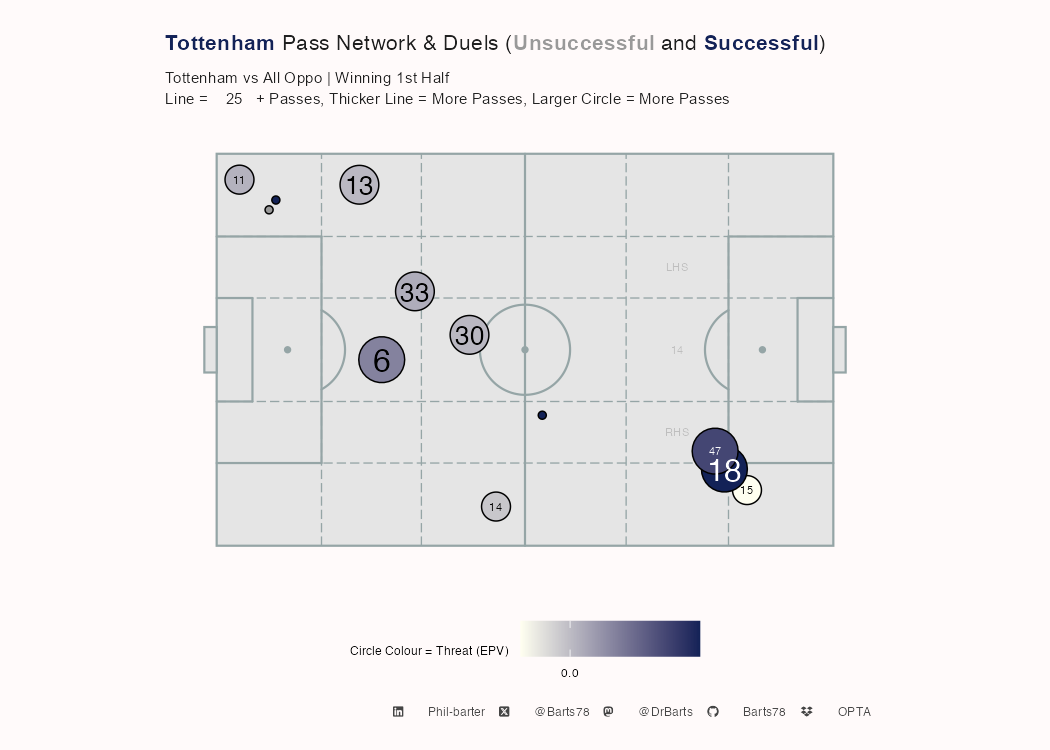 Tottenham Pass Network & Duels (Unsuccessful and Successful)
Tottenham vs All Oppo | Winning 1st Half
Line = 25 + Passes, Thicker Line = More Passes, Larger Circle = More Passes
11
13
LHS
33
30
14
6
RHS
47
18
15
14
Circle Colour = Threat (EPV)
0.0
Phil-barter @Barts78 @DrBarts Barts78 OPTA